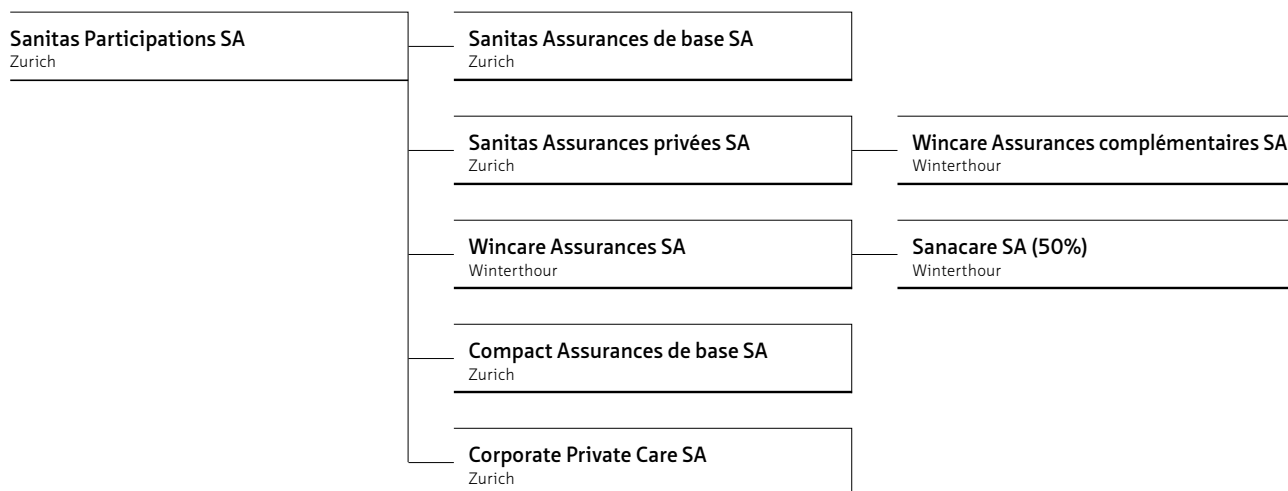 Sanitas Participations SA
Zurich
Sanitas Assurances de base SA
Zurich
Sanitas Assurances privées SA
Zurich
Wincare Assurances complémentaires SA
Winterthour
Wincare Assurances SA
Winterthour
Sanacare SA (50%)
Winterthour
Compact Assurances de base SA
Zurich
Corporate Private Care SA
Zurich